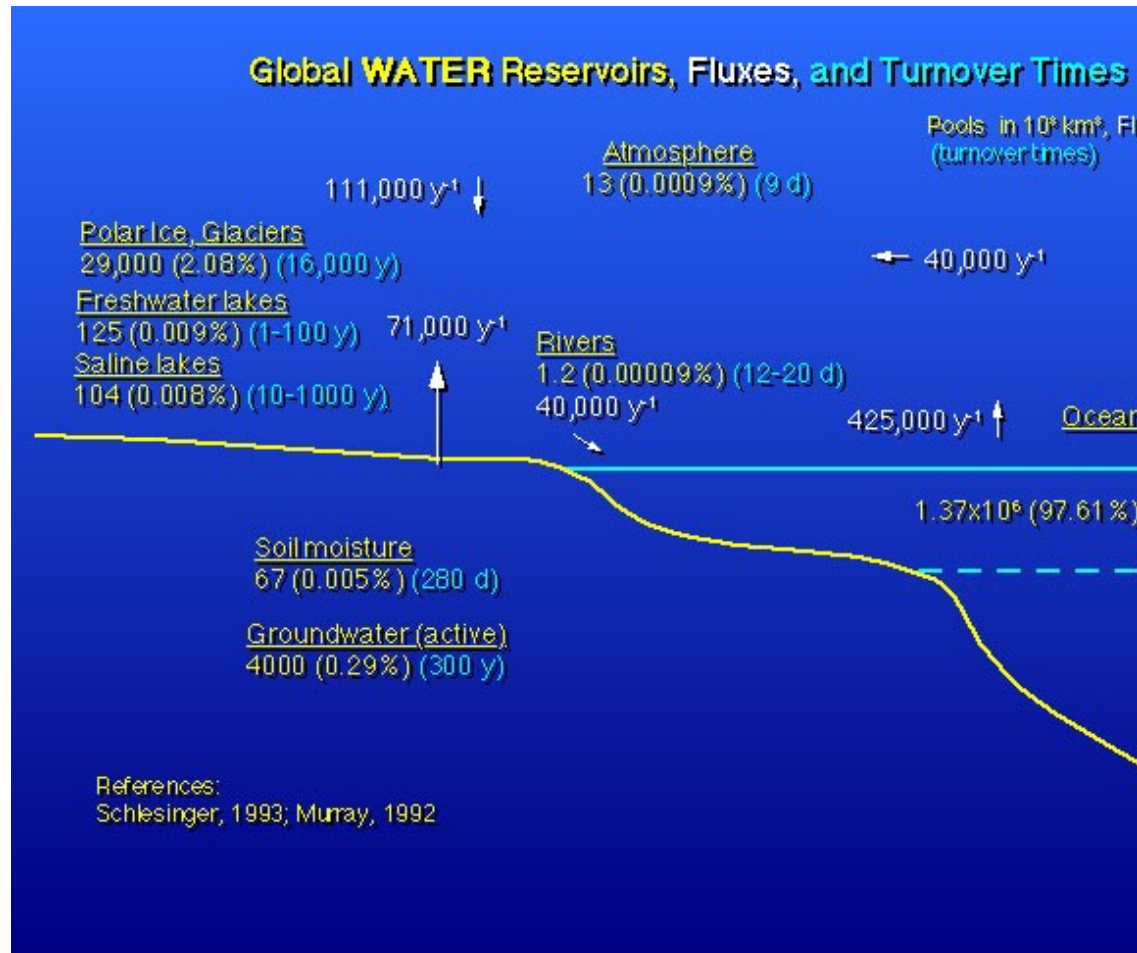 Global WATER Reservoirs, Fluxes, and Turnover Times
Pools in 10³ km³, Fl
(turnover times)
Atmosphere
13 (0.0009%) (9 d)
111,000 y⁻¹
Polar Ice, Glaciers
29,000 (2.08%) (16,000 y)
40,000 y⁻¹
Freshwater lakes
125 (0.009%) (1-100 y)
71,000 y⁻¹
Saline lakes
104 (0.008%) (10-1000 y)
Rivers
1.2 (0.00009%) (12-20 d)
40,000 y⁻¹
425,000 y⁻¹
Ocean
1.37x10⁶ (97.61%)
Soil moisture
67 (0.005%) (280 d)
Groundwater (active)
4000 (0.29%) (300 y)
References:
Schlesinger, 1993; Murray, 1992